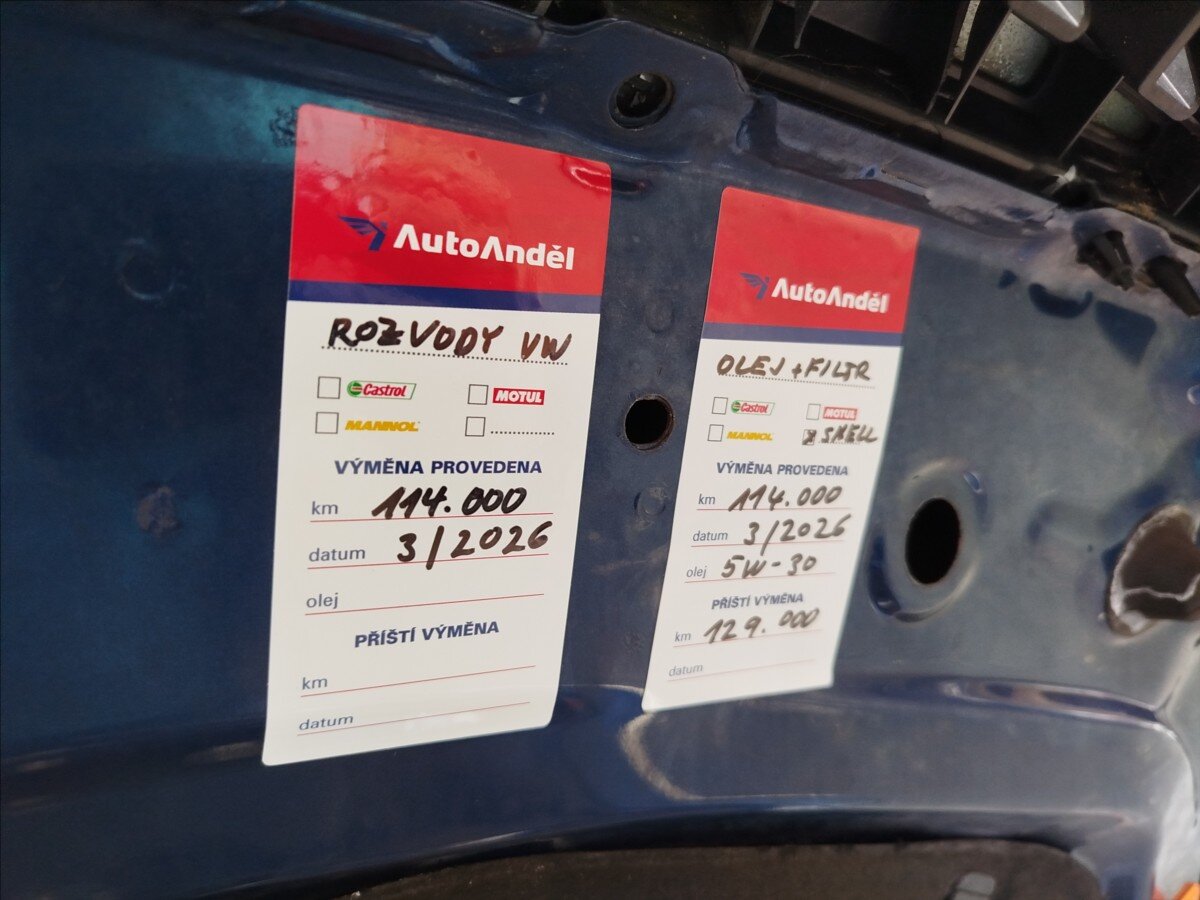 AutoAnděl
ROZVODY VW
Castrol MOTUL
MANNOL
VÝMĚNA PROVEDENA
km 114.000
datum 3/2026
olej
PŘÍŠTÍ VÝMĚNA
km
datum
AutoAnděl
OLEJ + FILTR
Castrol MOTUL
MANNOL SHELL
VÝMĚNA PROVEDENA
km 114.000
datum 3/2026
olej 5W-30
PŘÍŠTÍ VÝMĚNA
km 129.000
datum